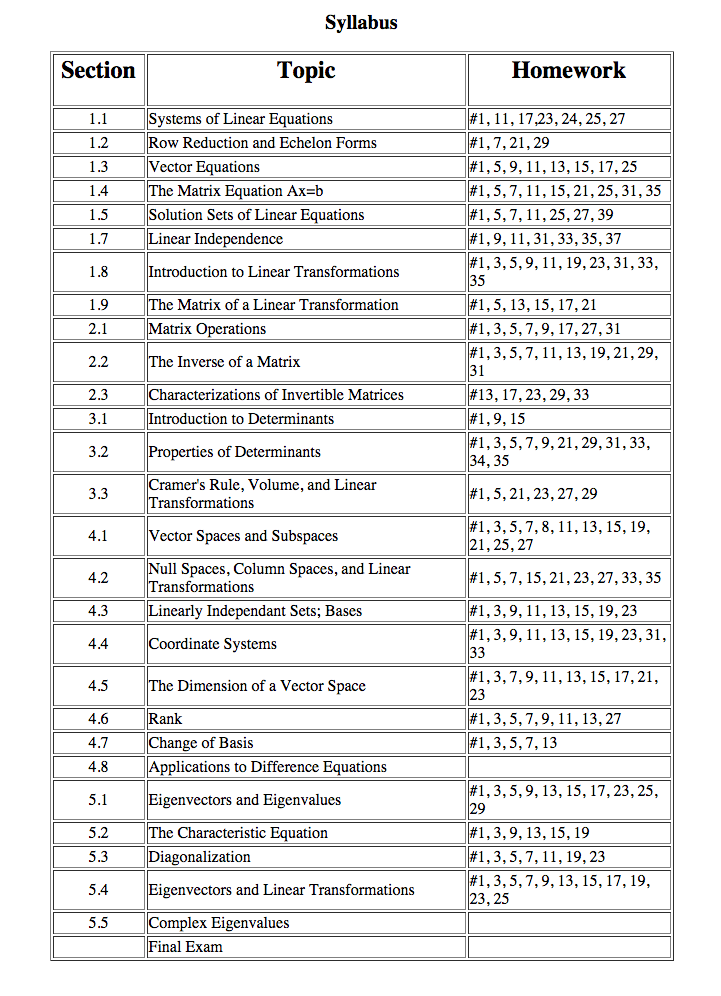 Syllabus
Section Topic Homework
1.1 Systems of Linear Equations #1, 11, 17,23, 24, 25, 27
1.2 Row Reduction and Echelon Forms #1, 7, 21, 29
1.3 Vector Equations #1, 5, 9, 11, 13, 15, 17, 25
1.4 The Matrix Equation Ax=b #1, 5, 7, 11, 15, 21, 25, 31, 35
1.5 Solution Sets of Linear Equations #1, 5, 7, 11, 25, 27, 39
1.7 Linear Independence #1, 9, 11, 31, 33, 35, 37
1.8 Introduction to Linear Transformations #1, 3, 5, 9, 11, 19, 23, 31, 33,
35
1.9 The Matrix of a Linear Transformation #1, 5, 13, 15, 17, 21
2.1 Matrix Operations #1, 3, 5, 7, 9, 17, 27, 31
2.2 The Inverse of a Matrix #1, 3, 5, 7, 11, 13, 19, 21, 29,
31
2.3 Characterizations of Invertible Matrices #13, 17, 23, 29, 33
3.1 Introduction to Determinants #1, 9, 15
3.2 Properties of Determinants #1, 3, 5, 7, 9, 21, 29, 31, 33,
34, 35
3.3 Cramer's Rule, Volume, and Linear
Transformations #1, 5, 21, 23, 27, 29
4.1 Vector Spaces and Subspaces #1, 3, 5, 7, 8, 11, 13, 15, 19,
21, 25, 27
4.2 Null Spaces, Column Spaces, and Linear
Transformations #1, 5, 7, 15, 21, 23, 27, 33, 35
4.3 Linearly Independant Sets; Bases #1, 3, 9, 11, 13, 15, 19, 23
4.4 Coordinate Systems #1, 3, 9, 11, 13, 15, 19, 23, 31,
33
4.5 The Dimension of a Vector Space #1, 3, 7, 9, 11, 13, 15, 17, 21,
23
4.6 Rank #1, 3, 5, 7, 9, 11, 13, 27
4.7 Change of Basis #1, 3, 5, 7, 13
4.8 Applications to Difference Equations
5.1 Eigenvectors and Eigenvalues #1, 3, 5, 9, 13, 15, 17, 23, 25,
29
5.2 The Characteristic Equation #1, 3, 9, 13, 15, 19
5.3 Diagonalization #1, 3, 5, 7, 11, 19, 23
5.4 Eigenvectors and Linear Transformations #1, 3, 5, 7, 9, 13, 15, 17, 19,
23, 25
5.5 Complex Eigenvalues
Final Exam